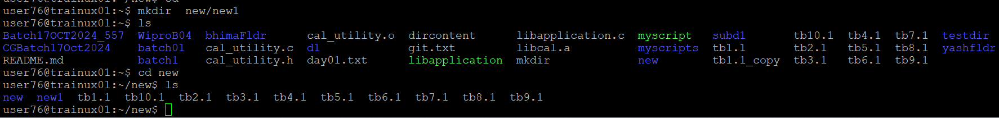 user76@trainux01:~/new$ cd
user76@trainux01:~$ mkdir  new/new1
user76@trainux01:~$ ls
Batch17OCT2024_557  WiproB04  bhimaFldr      cal_utility.o  dircontent      libapplication.c  myscript   subd1       tb10.1  tb4.1  tb7.1  testdir
CGBatch17Oct2024    batch01   cal_utility.c  d1             git.txt         libcal.a          myscripts  tb1.1       tb2.1   tb5.1  tb8.1  yashfldr
README.md           batch1    cal_utility.h  day01.txt      libapplication  mkdir             new        tb1.1_copy  tb3.1   tb6.1  tb9.1
user76@trainux01:~$ cd new
user76@trainux01:~/new$ ls
new  new1  tb1.1  tb10.1  tb2.1  tb3.1  tb4.1  tb5.1  tb6.1  tb7.1  tb8.1  tb9.1
user76@trainux01:~/new$